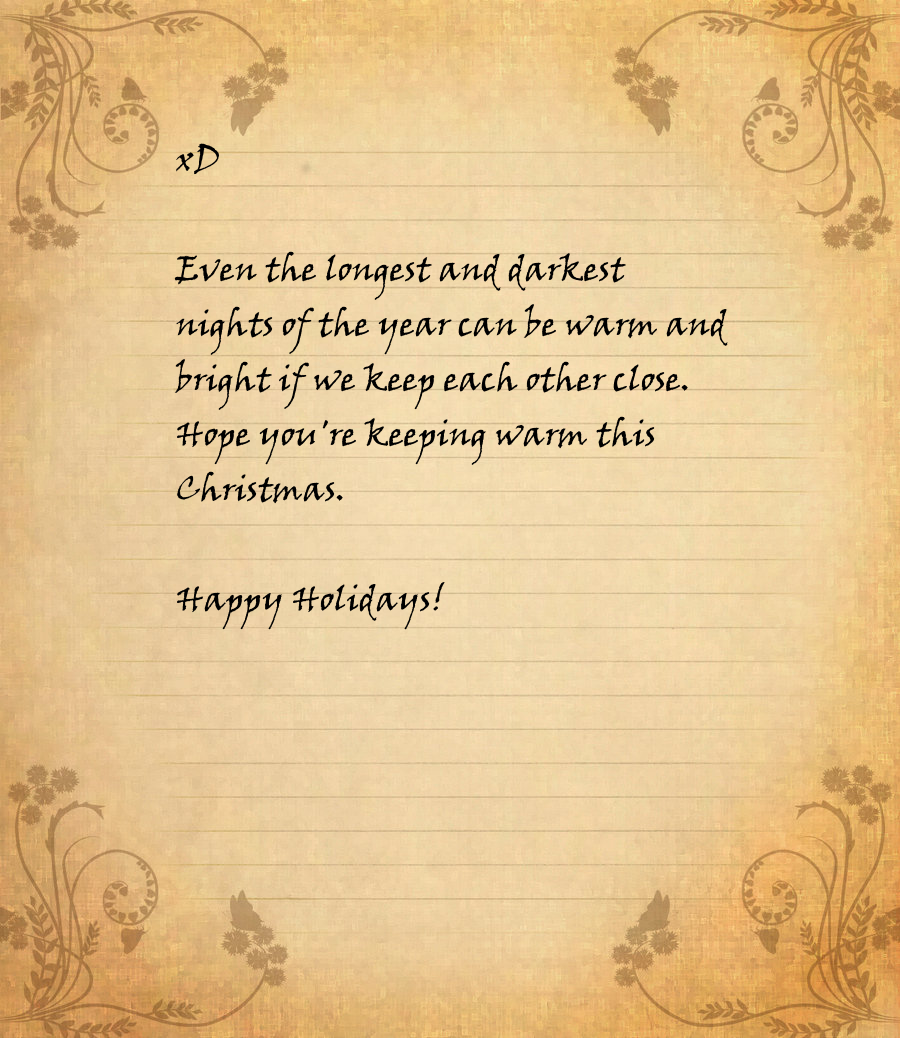 xD
Even the longest and darkest
nights of the year can be warm and
bright if we keep each other close.
Hope you're keeping warm this
Christmas.
Happy Holidays!